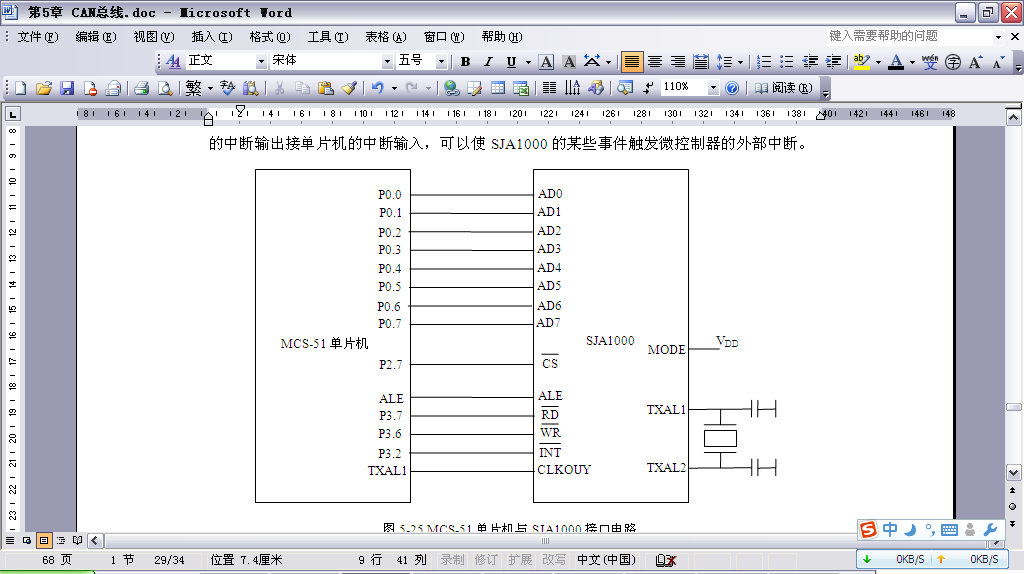 第5章 CAN总线.doc - Microsoft Word
文件(F) 编辑(E) 视图(V) 插入(I) 格式(O) 工具(T) 表格(A) 窗口(W) 帮助(H) 键入需要帮助的问题
正文 宋体 五号 B I U A A
繁 110% 阅读(R)
的中断输出接单片机的中断输入，可以使 SJA1000 的某些事件触发微控制器的外部中断。
P0.0 AD0
P0.1 AD1
P0.2 AD2
P0.3 AD3
P0.4 AD4
P0.5 AD5
P0.6 AD6
P0.7 AD7
MCS-51 单片机 SJA1000 MODE VDD
P2.7 CS
ALE ALE
P3.7 RD TXAL1
P3.6 WR
P3.2 INT
TXAL1 CLKOUY TXAL2
图 5-25 MCS-51 单片机与 SJA1000 接口电路
中
68 页 1 节 29/34 位置 7.4厘米 9 行 41 列 录制 修订 扩展 改写 中文(中国) 0KB/S 0KB/S